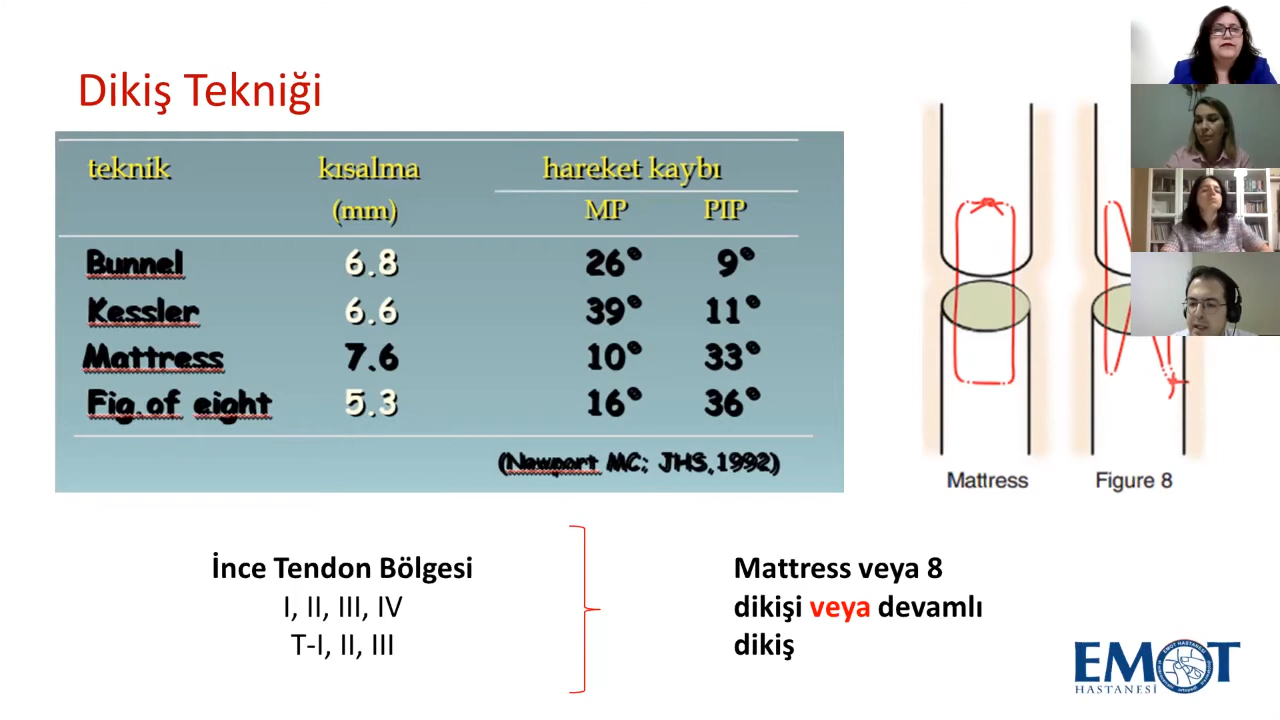 Dikiş Tekniği
teknik kısalma hareket kaybı
(mm) MP PIP
Bunnel 6.8 26° 9°
Kessler 6.6 39° 11°
Mattress 7.6 10° 33°
Fig.of eight 5.3 16° 36°
(Newport MC; JHS,1992)
Mattress Figure 8
İnce Tendon Bölgesi
I, II, III, IV
T-I, II, III
Mattress veya 8
dikişi veya devamlı
dikiş
EMOT
HASTANESİ